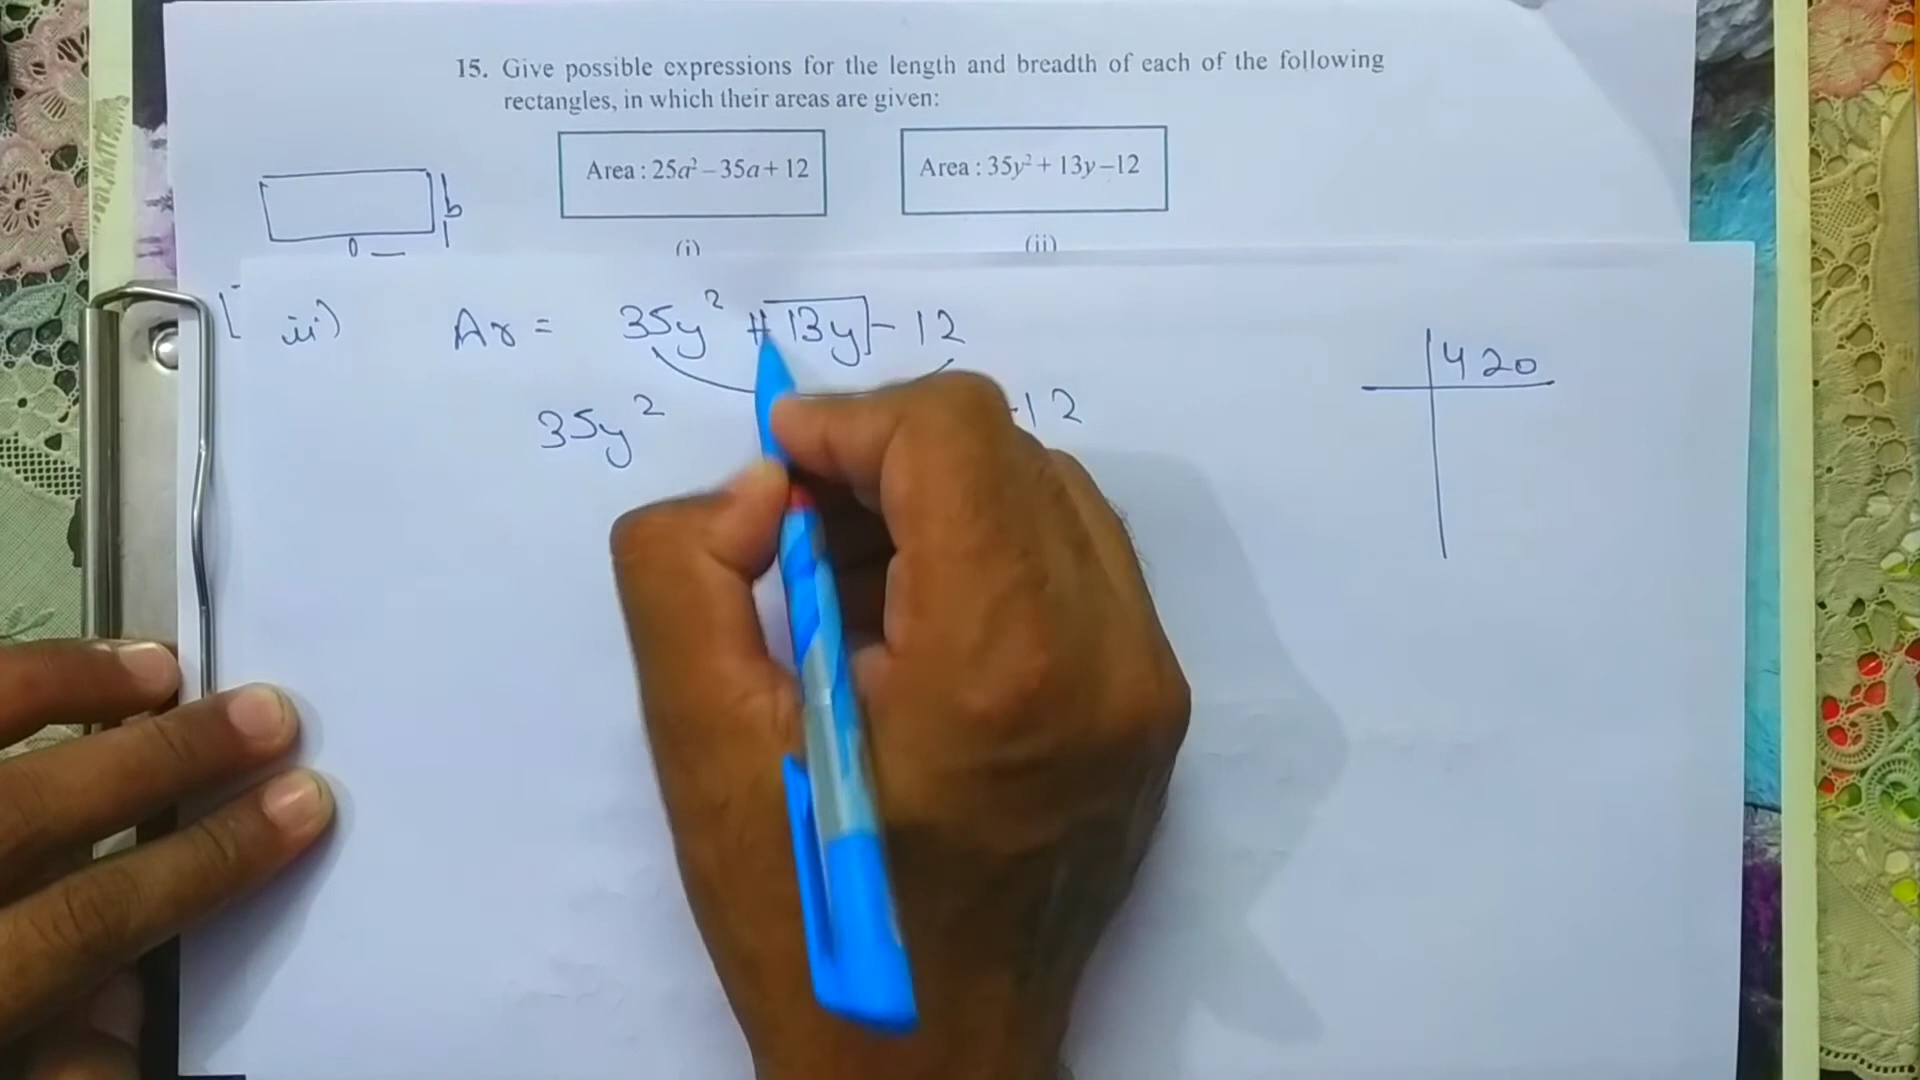 15. Give possible expressions for the length and breadth of each of the following
rectangles, in which their areas are given:
Area : 25a² – 35a + 12
Area : 35y² + 13y – 12
b
(i)
(ii)
ii) Ar = 35y² + 13y - 12
420
35y² -12